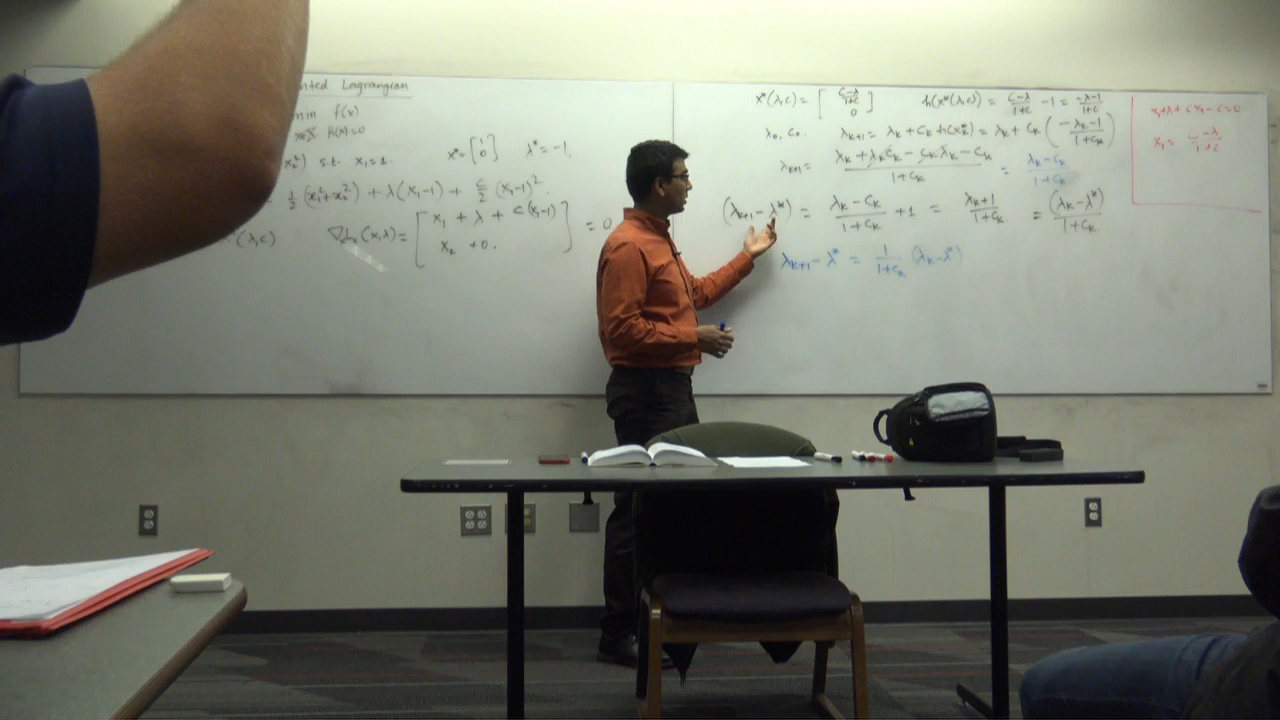 nted Lagrangian
min f(x)
x∈X h(x)=0
x₂²) s.t. x₁=1.
x* = [1 0] λ* = -1.
= 1/2 (x₁²+x₂²) + λ(x₁-1) + c/2 (x₁-1)².
(λ,c)
(x,λ) = [x₁ + λ + c(x₁-1)
x₂ + 0.] = 0
x*(λ,c) = [(c-λ)/(1+c) 0]
h(x*(λ,c)) = (c-λ)/(1+c) - 1 = (-λ-1)/(1+c)
λ₀, c₀. λₖ₊₁ = λₖ + cₖ h(xₖ*) = λₖ + cₖ ((-λₖ-1)/(1+cₖ))
λₖ₊₁ = (λₖ + λₖcₖ - cₖλₖ - cₖ)/(1+cₖ) = (λₖ-cₖ)/(1+cₖ)
(λₖ₊₁ - λ*) = (λₖ-cₖ)/(1+cₖ) + 1 = (λₖ+1)/(1+cₖ) = (λₖ-λ*)/(1+cₖ)
λₖ₊₁ - λ* = 1/(1+cₖ) (λₖ-λ*)
x₁+λ+cx₁-c=0